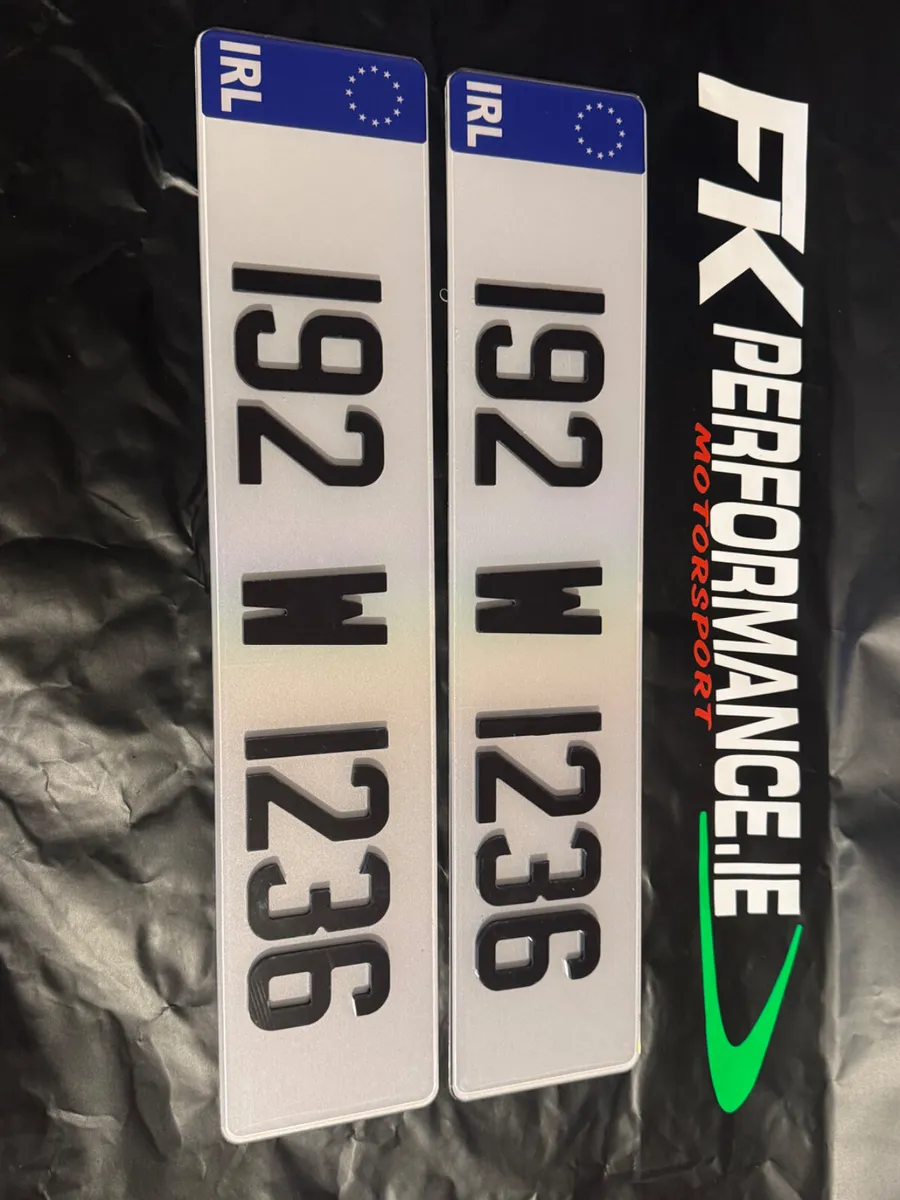 FK PERFORMANCE.IE
MOTORSPORT
IRL
192 W 1236
IRL
192 W 1236